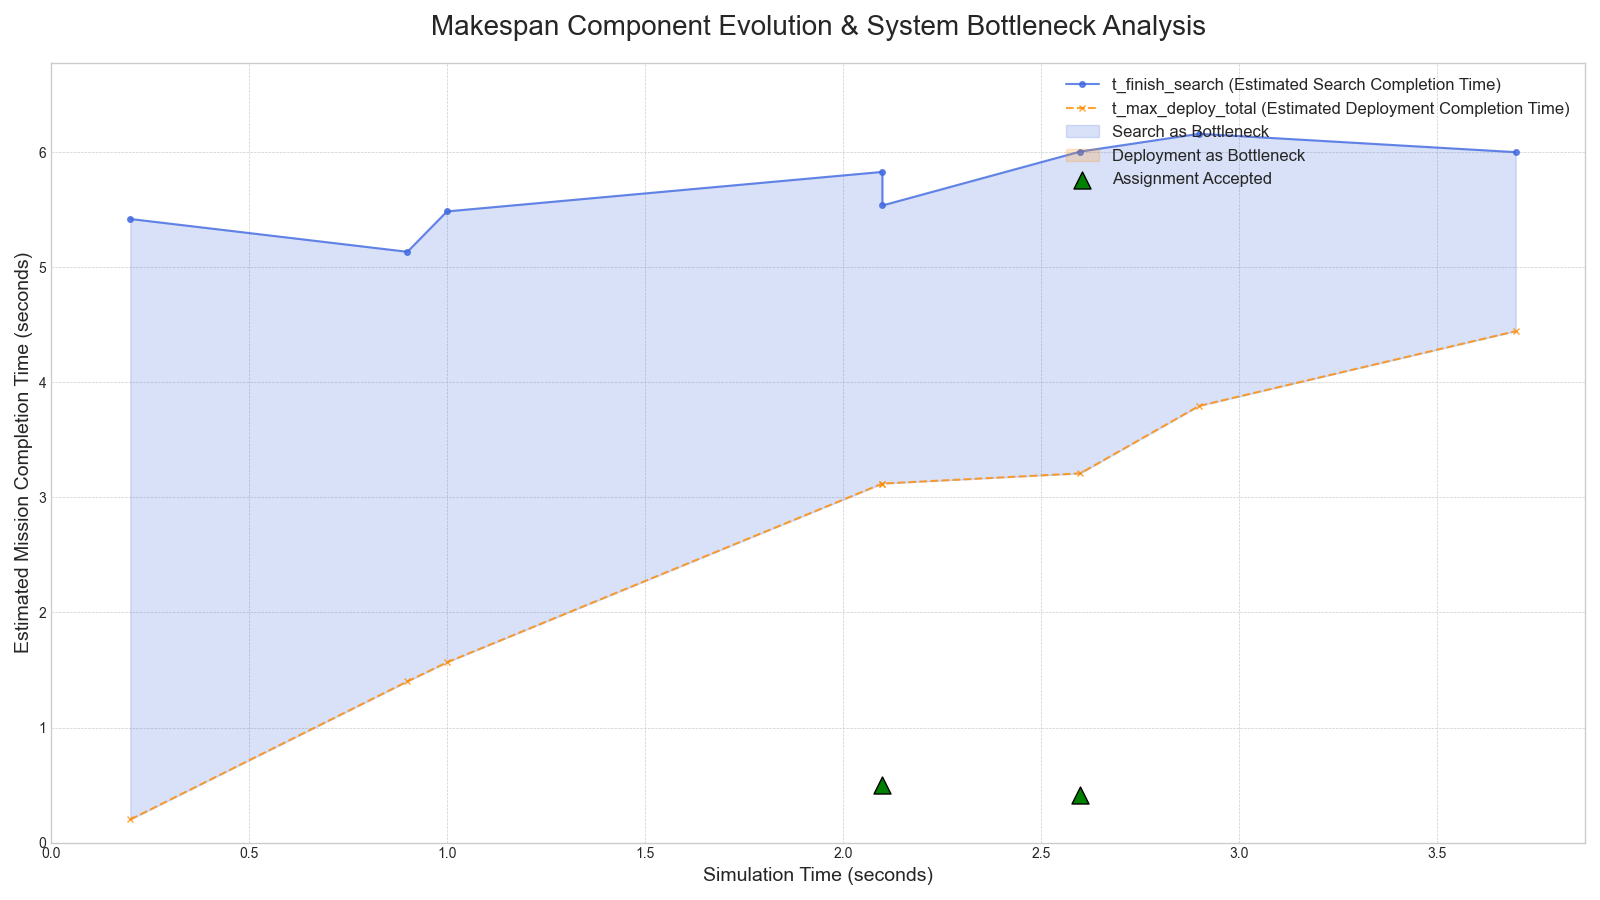 Makespan Component Evolution & System Bottleneck Analysis
t_finish_search (Estimated Search Completion Time)
t_max_deploy_total (Estimated Deployment Completion Time)
Search as Bottleneck
Deployment as Bottleneck
Assignment Accepted
Estimated Mission Completion Time (seconds)
6
5
4
3
2
1
0
0.0 0.5 1.0 1.5 2.0 2.5 3.0 3.5
Simulation Time (seconds)